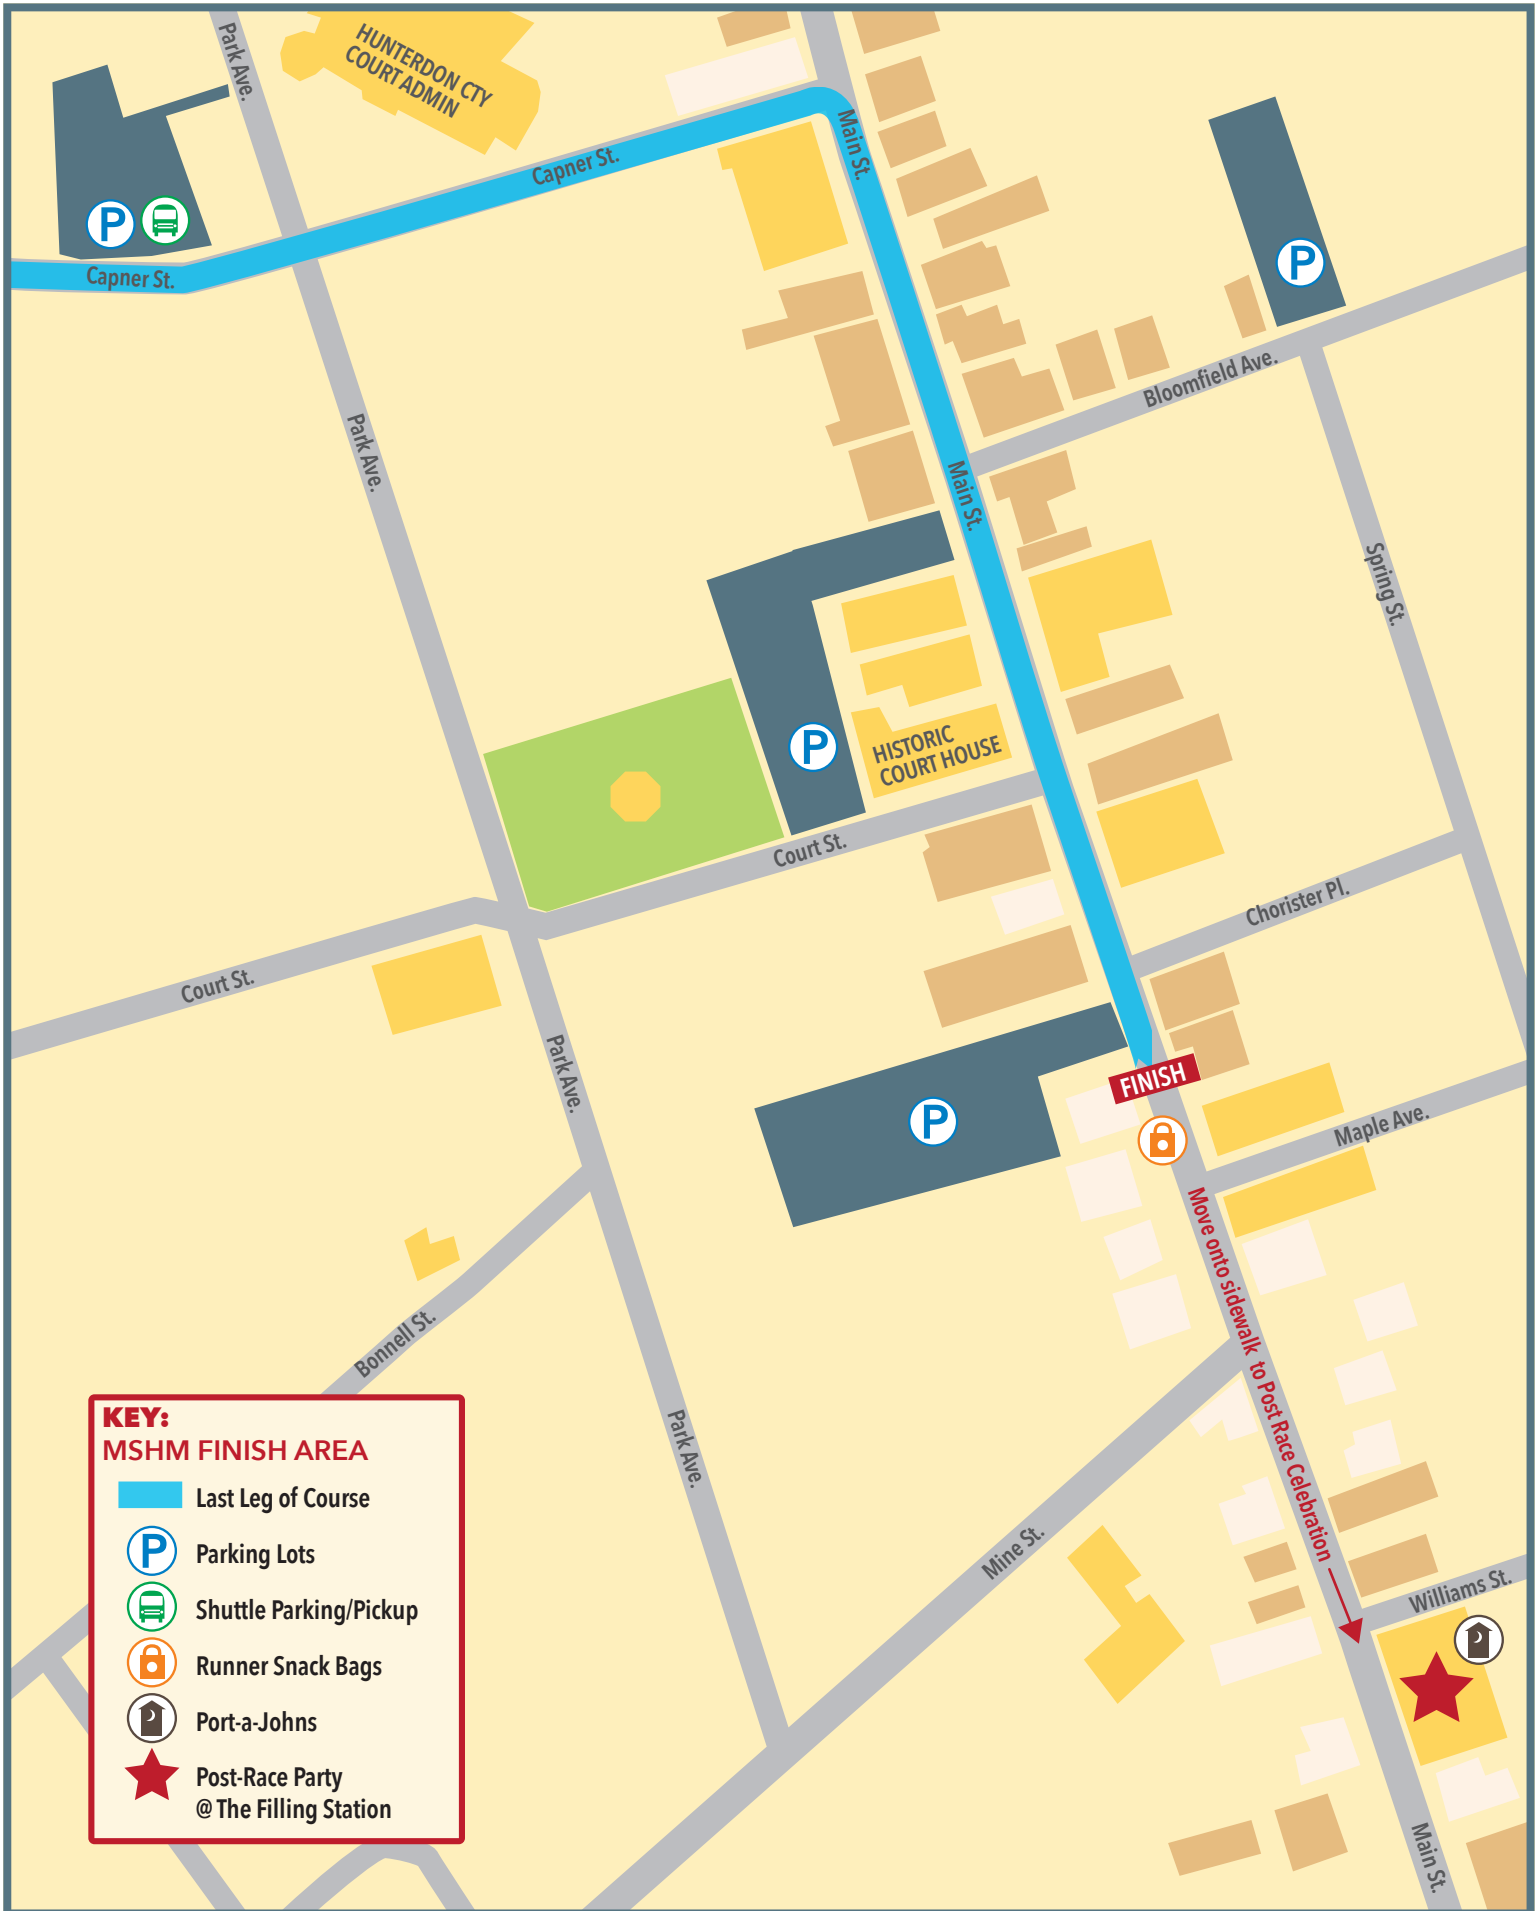 Park Ave.
HUNTERDON CTY
COURT ADMIN
Capner St.
Main St.
Capner St.
Bloomfield Ave.
Park Ave.
Main St.
Spring St.
HISTORIC
COURT HOUSE
P
P
P
Court St.
Chorister Pl.
Court St.
Park Ave.
FINISH
P
Maple Ave.
Move onto sidewalk to Post Race Celebration
Bonnell St.
Park Ave.
Mine St.
Williams St.
Main St.
KEY:
MSHM FINISH AREA
Last Leg of Course
P
Parking Lots
Shuttle Parking/Pickup
Runner Snack Bags
Port-a-Johns
Post-Race Party
@ The Filling Station